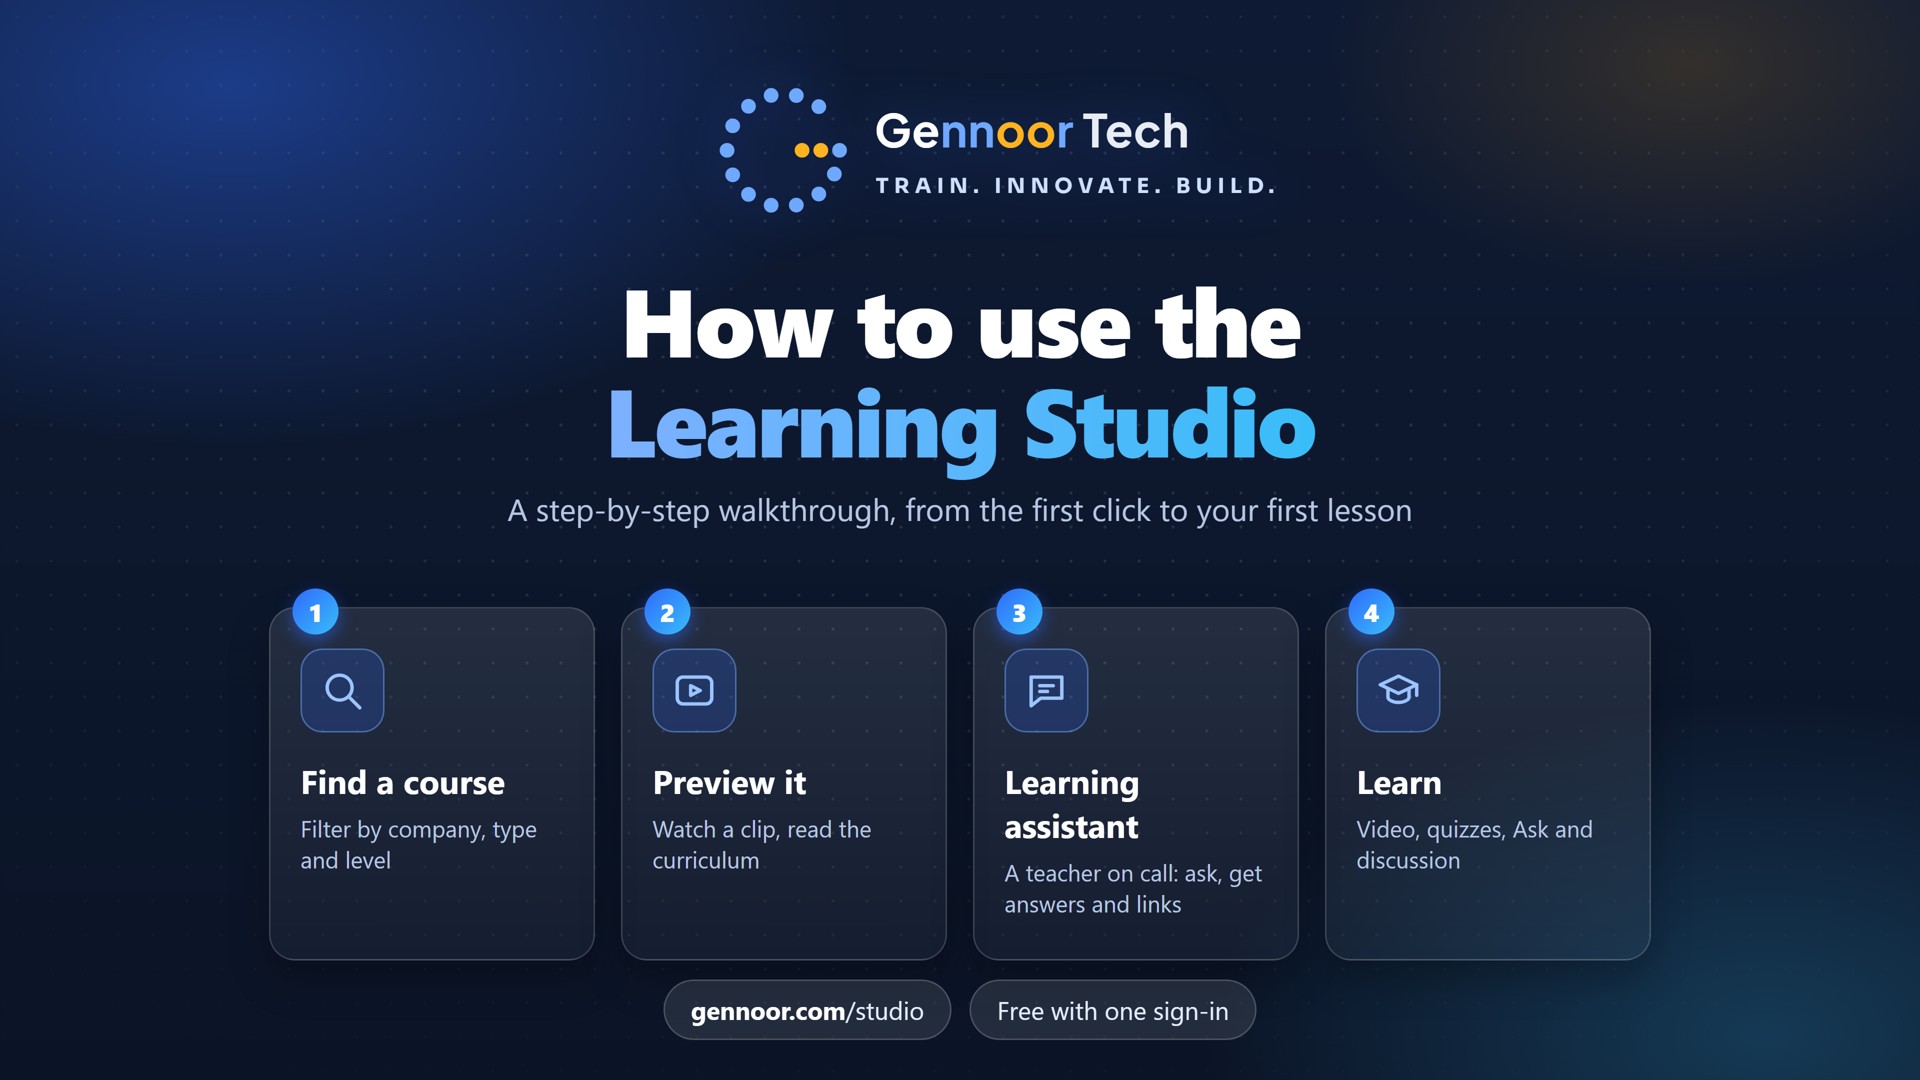 Gennoor Tech
TRAIN. INNOVATE. BUILD.
How to use the
Learning Studio
A step-by-step walkthrough, from the first click to your first lesson
1
Find a course
Filter by company, type
and level
2
Preview it
Watch a clip, read the
curriculum
3
Learning
assistant
A teacher on call: ask, get
answers and links
4
Learn
Video, quizzes, Ask and
discussion
gennoor.com/studio
Free with one sign-in